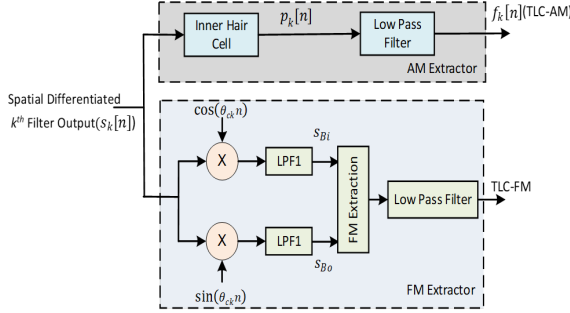 Inner Hair
Cell
p_k[n]
Low Pass
Filter
f_k[n](TLC-AM)
AM Extractor
Spatial Differentiated
k^th Filter Output(s_k[n])
cos(θ_ck n)
X
LPF1
s_Bi
FM Extraction
Low Pass Filter
TLC-FM
X
LPF1
s_Bo
sin(θ_ck n)
FM Extractor